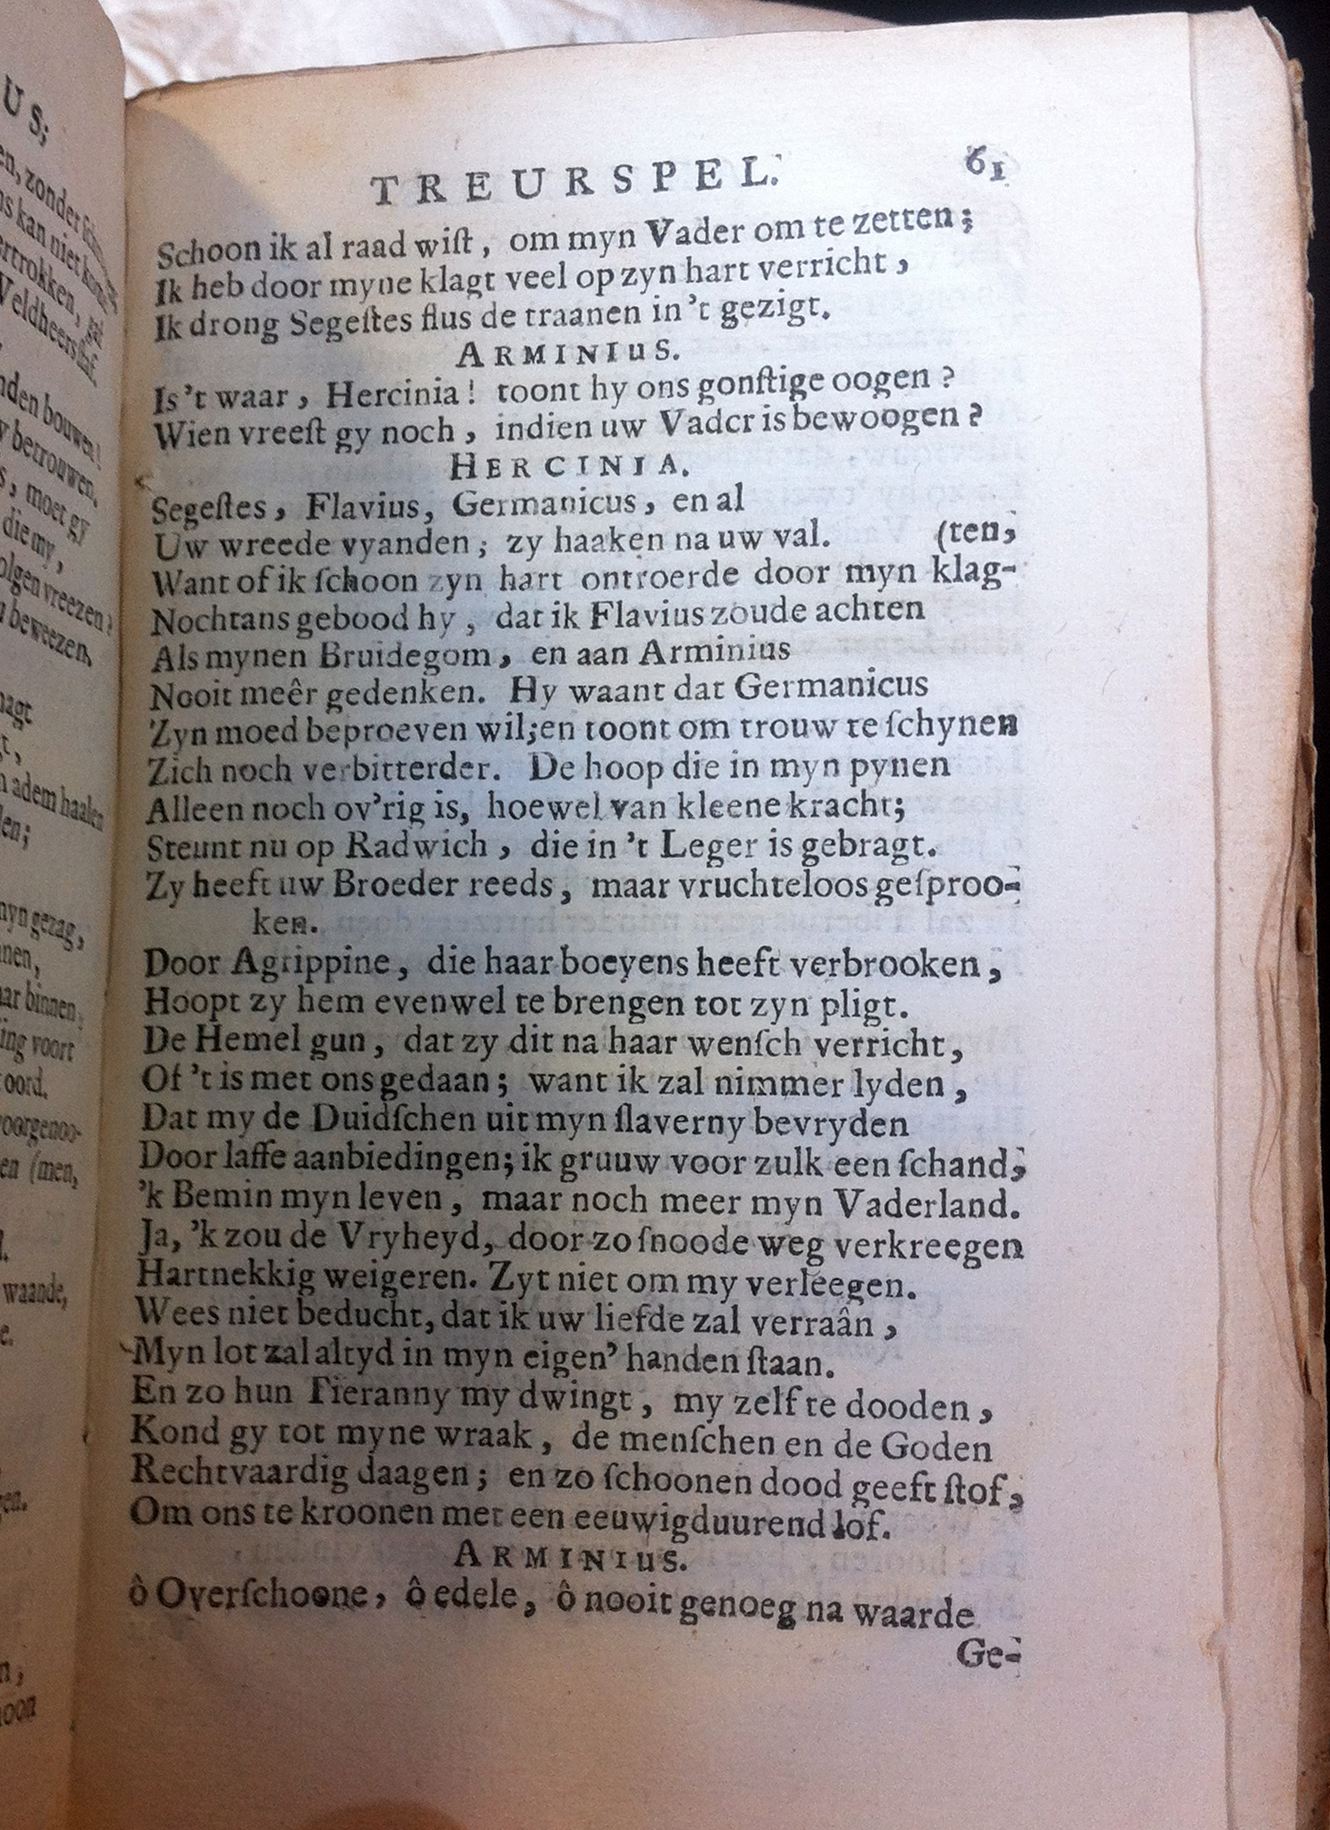 TREURSPEL. 61
Schoon ik al raad wiſt, om myn Vader om te zetten;
Ik heb door myne klagt veel op zyn hart verricht,
Ik drong Segeſtes flus de traanen in 't gezigt.
ARMINIUS.
Is 't waar, Hercinia! toont hy ons gonſtige oogen?
Wien vreeſt gy noch, indien uw Vader is bewoogen?
HERCINIA.
Segeſtes, Flavius, Germanicus, en al
Uw wreede vyanden; zy haaken na uw val. (ten,
Want of ik ſchoon zyn hart ontroerde door myn klag-
Nochtans gebood hy, dat ik Flavius zoude achten
Als mynen Bruidegom, en aan Arminius
Nooit meêr gedenken. Hy waant dat Germanicus
Zyn moed beproeven wil; en toont om trouw te ſchynen
Zich noch verbitterder. De hoop die in myn pynen
Alleen noch ov'rig is, hoewel van kleene kracht;
Steunt nu op Radwich, die in 't Leger is gebragt.
Zy heeft uw Broeder reeds, maar vruchteloos geſproo-
ken.
Door Agrippine, die haar boeyens heeft verbrooken,
Hoopt zy hem evenwel te brengen tot zyn pligt.
De Hemel gun, dat zy dit na haar wenſch verricht,
Of 't is met ons gedaan; want ik zal nimmer lyden,
Dat my de Duidſchen uit myn ſlaverny bevryden
Door laffe aanbiedingen; ik gruuw voor zulk een ſchand,
'k Bemin myn leven, maar noch meer myn Vaderland.
Ja, 'k zou de Vryheyd, door zo ſnoode weg verkreegen
Hartnekkig weigeren. Zyt niet om my verleegen.
Wees niet beducht, dat ik uw liefde zal verraân,
Myn lot zal altyd in myn eigen' handen ſtaan.
En zo hun Tieranny my dwingt, my zelf te dooden,
Kond gy tot myne wraak, de menſchen en de Goden
Rechtvaardig daagen; en zo ſchoonen dood geeft ſtof,
Om ons te kroonen met een eeuwigduurend lof.
ARMINIUS.
ô Overſchoone, ô edele, ô nooit genoeg na waarde
Ge-